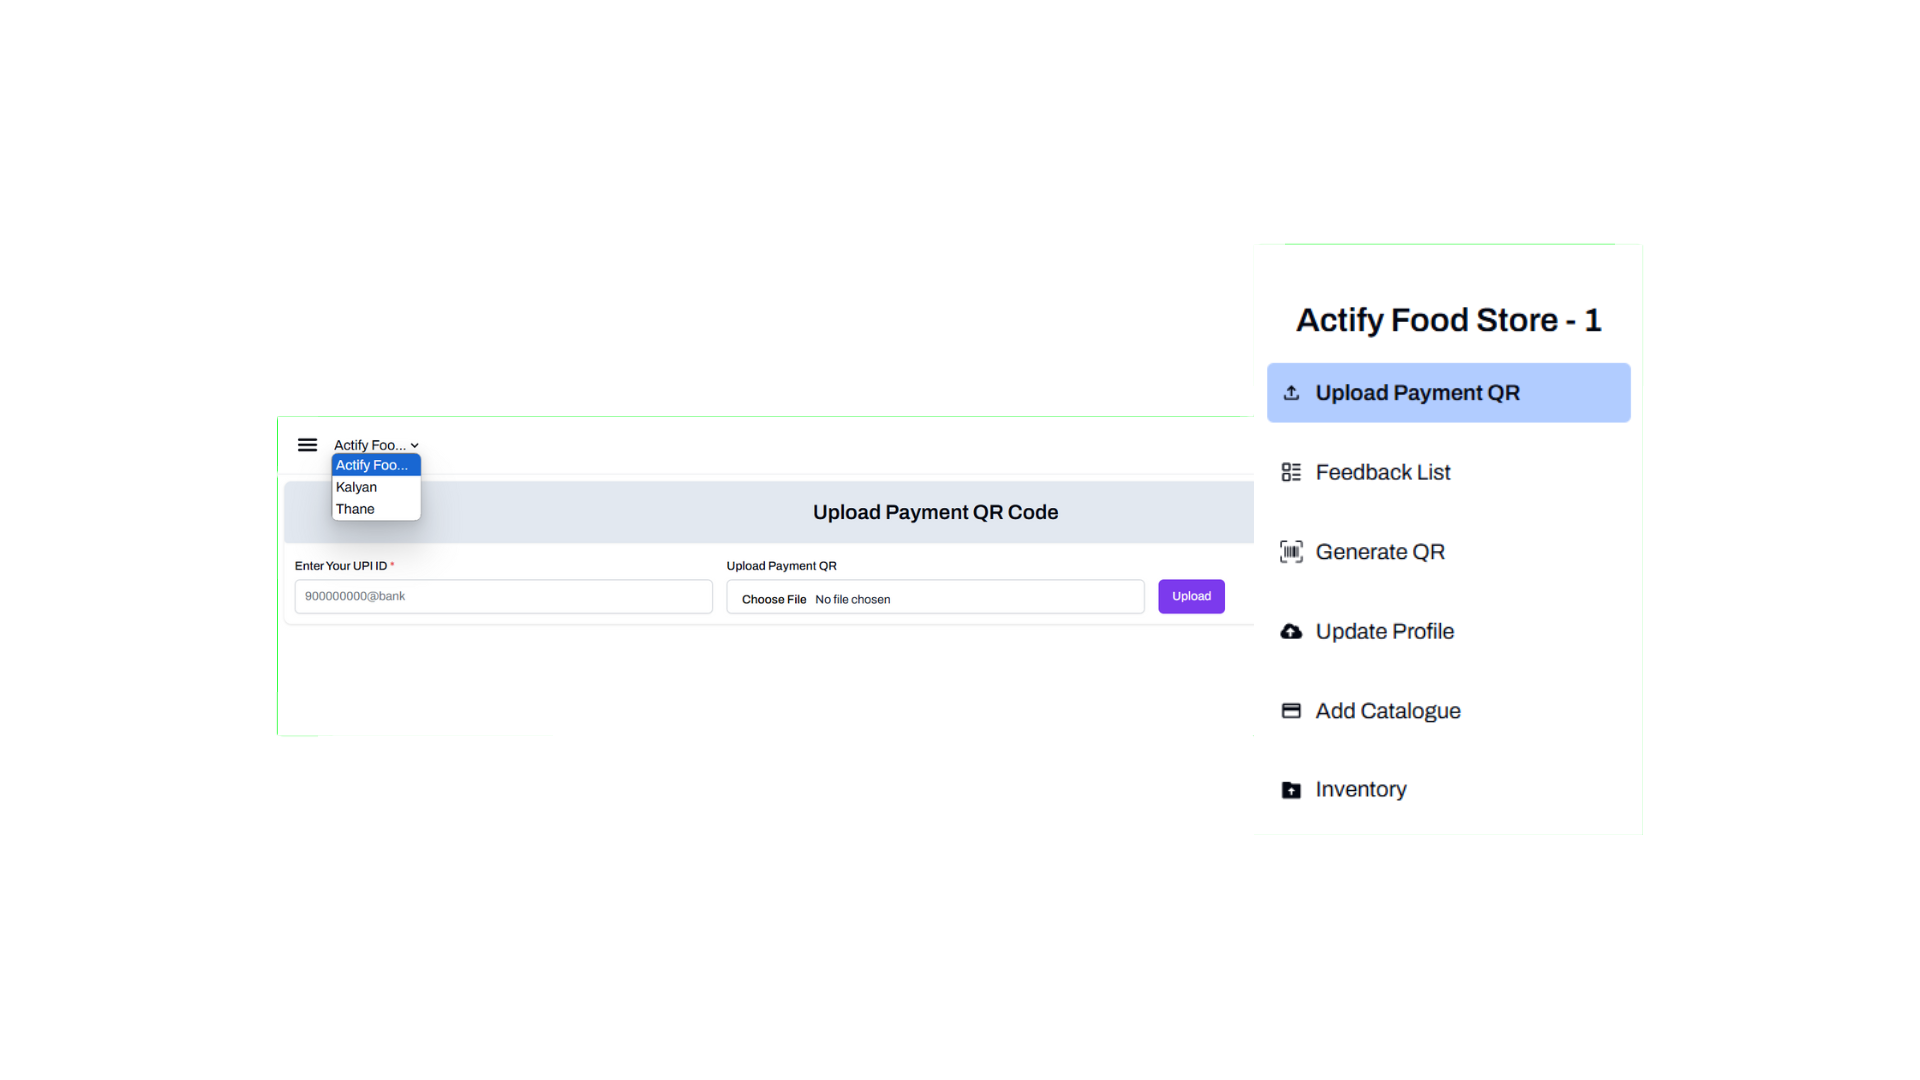 Actify Foo...
Actify Foo...
Kalyan
Thane
Upload Payment QR Code
Enter Your UPI ID *
900000000@bank
Upload Payment QR
Choose File No file chosen
Upload
Actify Food Store - 1
Upload Payment QR
Feedback List
Generate QR
Update Profile
Add Catalogue
Inventory